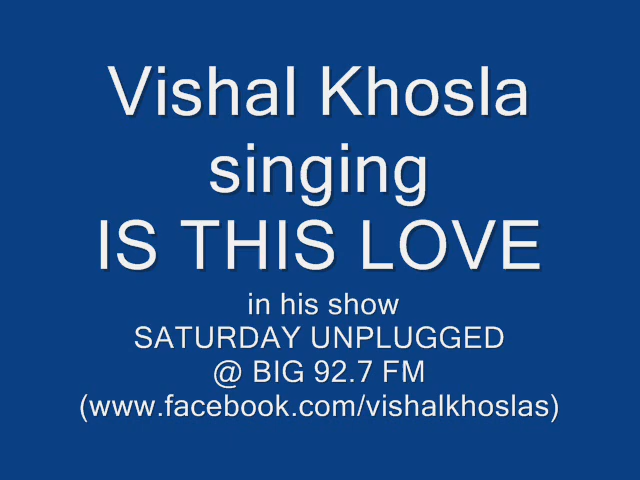 Vishal Khosla
singing
IS THIS LOVE
in his show
SATURDAY UNPLUGGED
@ BIG 92.7 FM
(www.facebook.com/vishalkhoslas)